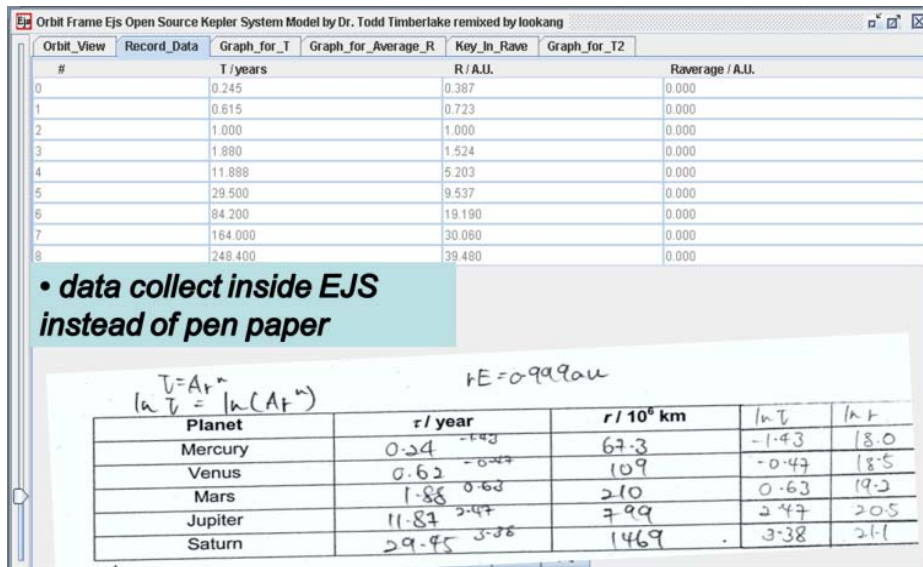 Orbit Frame Ejs Open Source Kepler System Model by Dr. Todd Timberlake remixed by lookang
Orbit_View Record_Data Graph_for_T Graph_for_Average_R Key_In_Rave Graph_for_T2
# T / years R / A.U. Raverage / A.U.
0 0.245 0.387 0.000
1 0.615 0.723 0.000
2 1.000 1.000 0.000
3 1.880 1.524 0.000
4 11.888 5.203 0.000
5 29.500 9.537 0.000
6 84.200 19.190 0.000
7 164.000 30.060 0.000
8 248.400 39.480 0.000
• data collect inside EJS
instead of pen paper
τ=Arⁿ rE=0.999au
ln τ = ln(Arⁿ)
Planet τ / year r / 10⁶ km ln τ ln r
Mercury 0.24 -1.43 67.3 -1.43 18.0
Venus 0.62 -0.47 109 -0.47 18.5
Mars 1.88 0.63 210 0.63 19.2
Jupiter 11.87 2.47 799 2.47 20.5
Saturn 29.45 3.38 1469 3.38 21.1